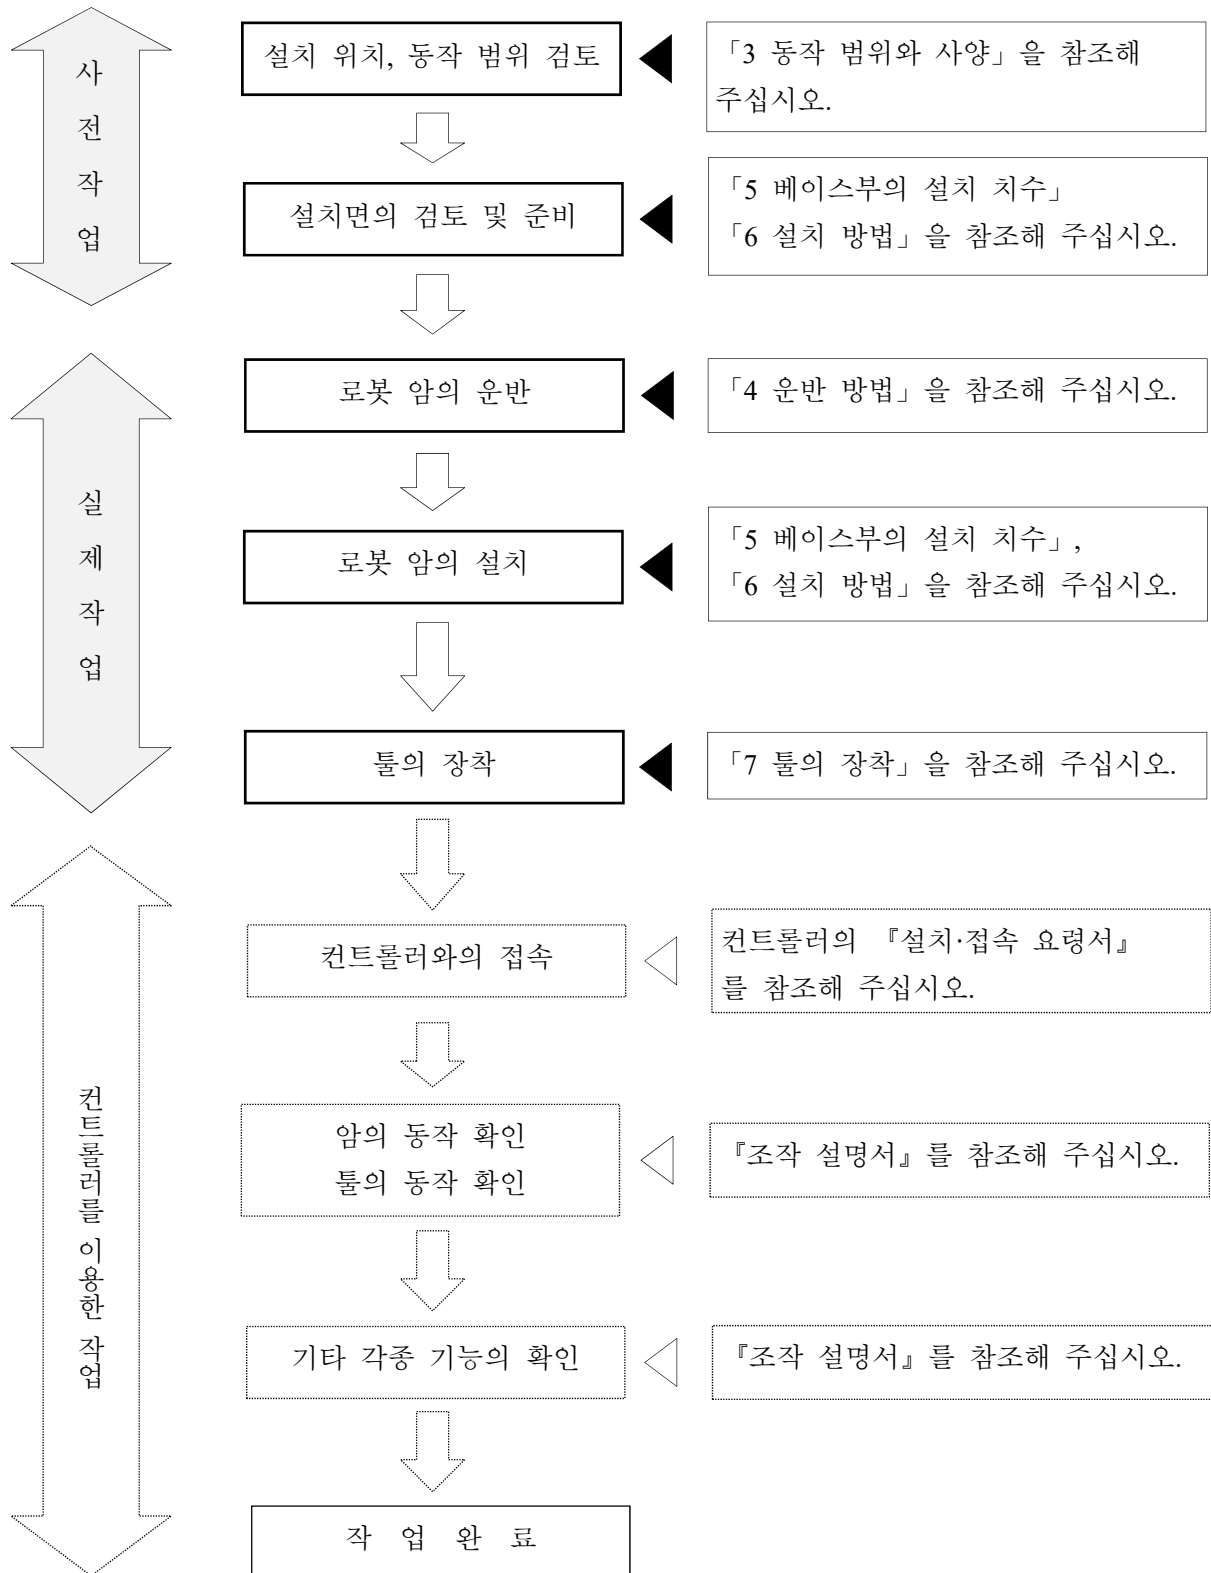 사전작업
설치 위치, 동작 범위 검토
「3 동작 범위와 사양」을 참조해
주십시오.
설치면의 검토 및 준비
「5 베이스부의 설치 치수」
「6 설치 방법」을 참조해 주십시오.
실제작업
로봇 암의 운반
「4 운반 방법」을 참조해 주십시오.
로봇 암의 설치
「5 베이스부의 설치 치수」,
「6 설치 방법」을 참조해 주십시오.
툴의 장착
「7 툴의 장착」을 참조해 주십시오.
컨트롤러를 이용한 작업
컨트롤러와의 접속
컨트롤러의 『설치·접속 요령서』
를 참조해 주십시오.
암의 동작 확인
툴의 동작 확인
『조작 설명서』를 참조해 주십시오.
기타 각종 기능의 확인
『조작 설명서』를 참조해 주십시오.
작 업 완 료